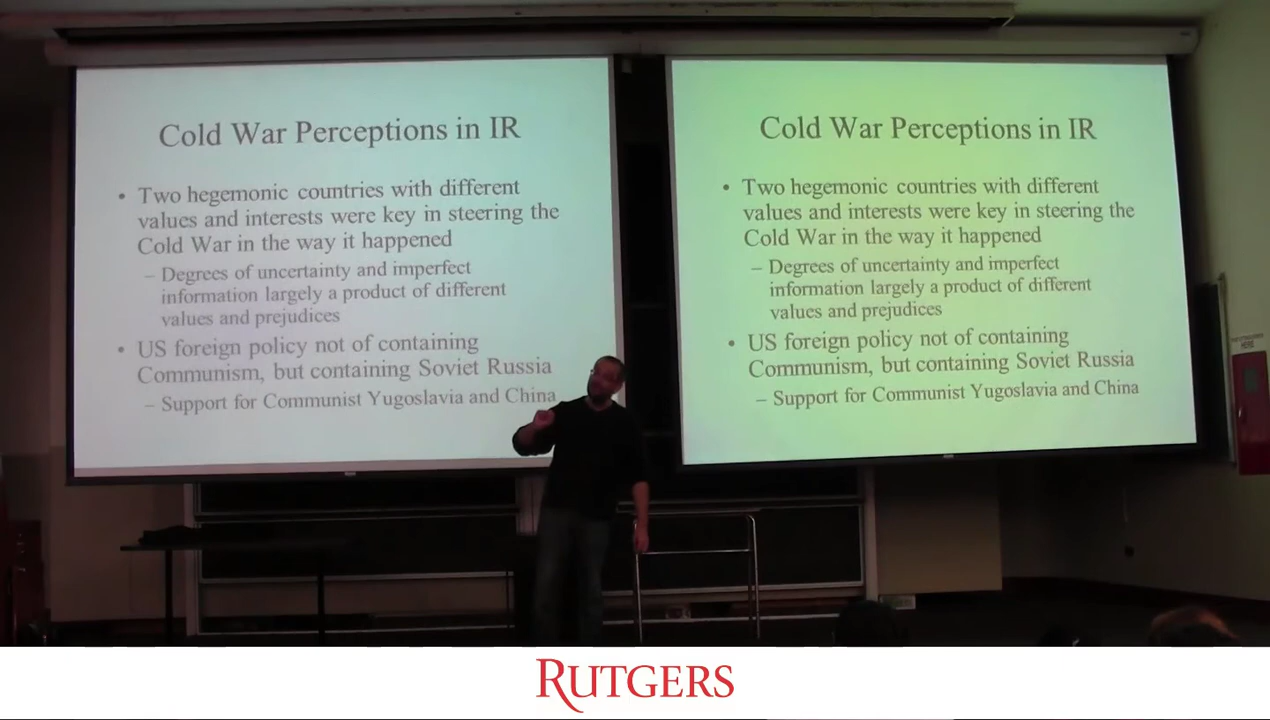 Cold War Perceptions in IR
• Two hegemonic countries with different
values and interests were key in steering the
Cold War in the way it happened
– Degrees of uncertainty and imperfect
information largely a product of different
values and prejudices
• US foreign policy not of containing
Communism, but containing Soviet Russia
– Support for Communist Yugoslavia and China
Cold War Perceptions in IR
• Two hegemonic countries with different
values and interests were key in steering the
Cold War in the way it happened
– Degrees of uncertainty and imperfect
information largely a product of different
values and prejudices
• US foreign policy not of containing
Communism, but containing Soviet Russia
– Support for Communist Yugoslavia and China
HERE
RUTGERS